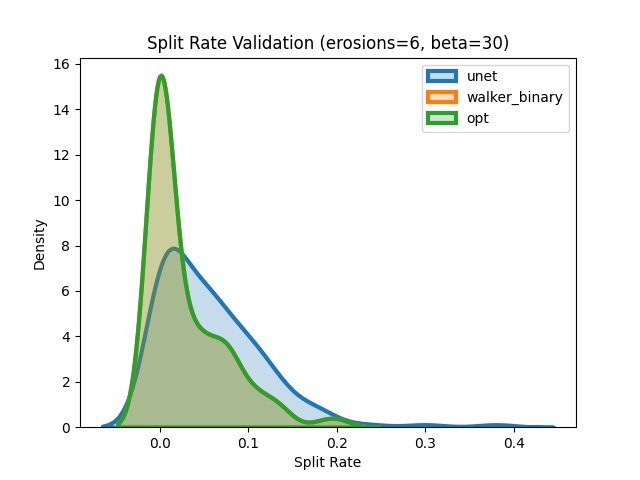 Split Rate Validation (erosions=6, beta=30)
unet
walker_binary
opt
Density
16
14
12
10
8
6
4
2
0
0.0 0.1 0.2 0.3 0.4
Split Rate